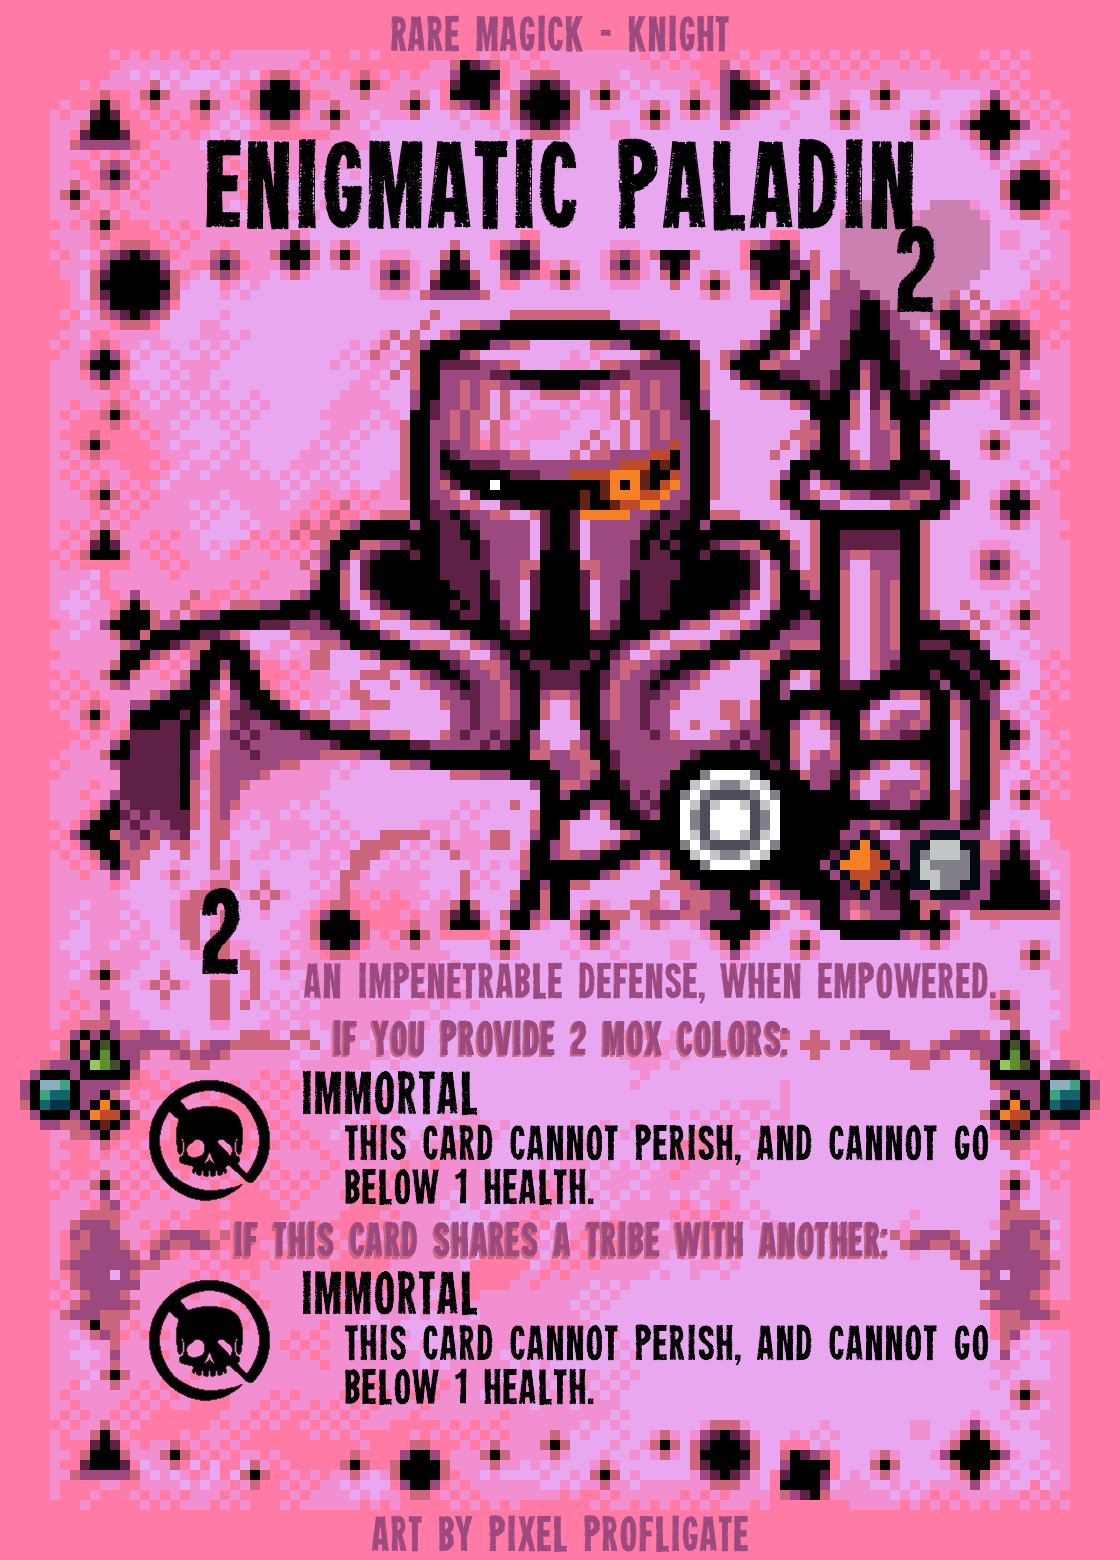 RARE MAGICK - KNIGHT
ENIGMATIC PALADIN
2
2
AN IMPENETRABLE DEFENSE, WHEN EMPOWERED.
IF YOU PROVIDE 2 MOX COLORS:
IMMORTAL
THIS CARD CANNOT PERISH, AND CANNOT GO
BELOW 1 HEALTH.
IF THIS CARD SHARES A TRIBE WITH ANOTHER:
IMMORTAL
THIS CARD CANNOT PERISH, AND CANNOT GO
BELOW 1 HEALTH.
ART BY PIXEL PROFLIGATE